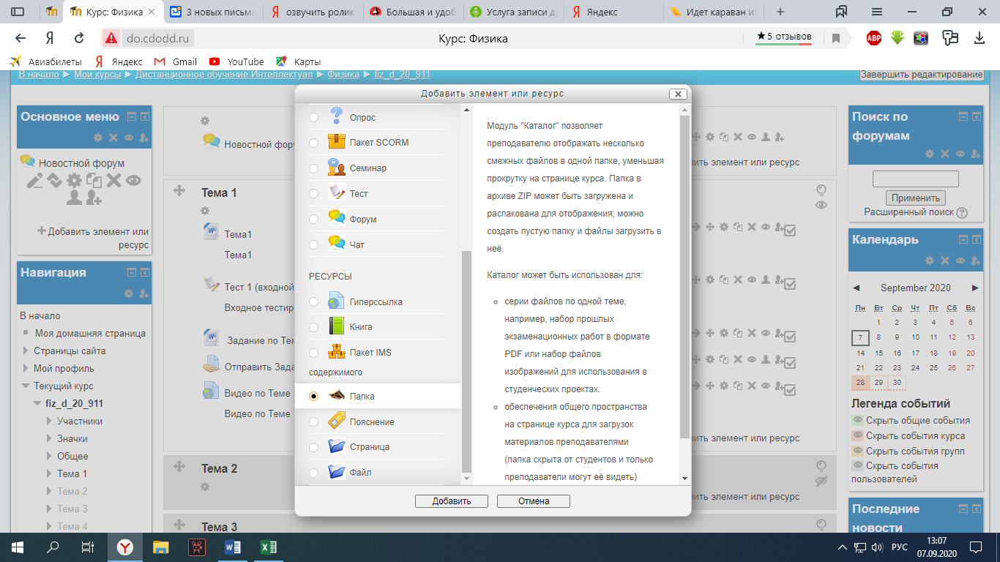 Курс: Физика
3 новых письма
озвучить ролик
Большая и удоб
Услуга записи д
Яндекс
Идет караван из
Я
do.cdodd.ru
Курс: Физика
★5 отзывов
ABP
Авиабилеты
Яндекс
Gmail
YouTube
Карты
В начало ► Мои курсы ► Дистанционное обучение Интеллектуал ► Физика ► fiz_d_20_911
Завершить редактирование
Основное меню
Новостной форум
Добавить элемент или
ресурс
Навигация
В начало
Моя домашняя страница
Страницы сайта
Мой профиль
Текущий курс
fiz_d_20_911
Участники
Значки
Общее
Тема 1
Тема 2
Тема 3
Тема 4
Новостной фору
вить элемент или ресурс
Тема 1
Тема1
Тема1
Тест 1 (входной
Входное тестир
Задание по Тем
Отправить Зада
Видео по Теме
Видео по Теме
вить элемент или ресурс
Тема 2
вить элемент или ресурс
Тема 3
Добавить элемент или ресурс
Опрос
Пакет SCORM
Семинар
Тест
Форум
Чат
РЕСУРСЫ
Гиперссылка
Книга
Пакет IMS
содержимого
Папка
Пояснение
Страница
Файл
Модуль "Каталог" позволяет
преподавателю отображать несколько
смежных файлов в одной папке, уменьшая
прокрутку на странице курса. Папка в
архиве ZIP может быть загружена и
распакована для отображения; можно
создать пустую папку и файлы загрузить в
неё.
Каталог может быть использован для:
серии файлов по одной теме,
например, набор прошлых
экзаменационных работ в формате
PDF или набор файлов
изображений для использования в
студенческих проектах.
обеспечения общего пространства
на странице курса для загрузок
материалов преподавателями
(папка скрыта от студентов и только
преподаватели могут её видеть)
Добавить
Отмена
Поиск по
форумам
Применить
Расширенный поиск
Календарь
◄ September 2020 ►
Пн Вт Ср Чт Пт Сб Вс
1 2 3 4 5 6
7 8 9 10 11 12 13
14 15 16 17 18 19 20
21 22 23 24 25 26 27
28 29 30
Легенда событий
Скрыть общие события
Скрыть события курса
Скрыть события групп
Скрыть события
пользователей
Последние
новости
РУС
13:07
07.09.2020